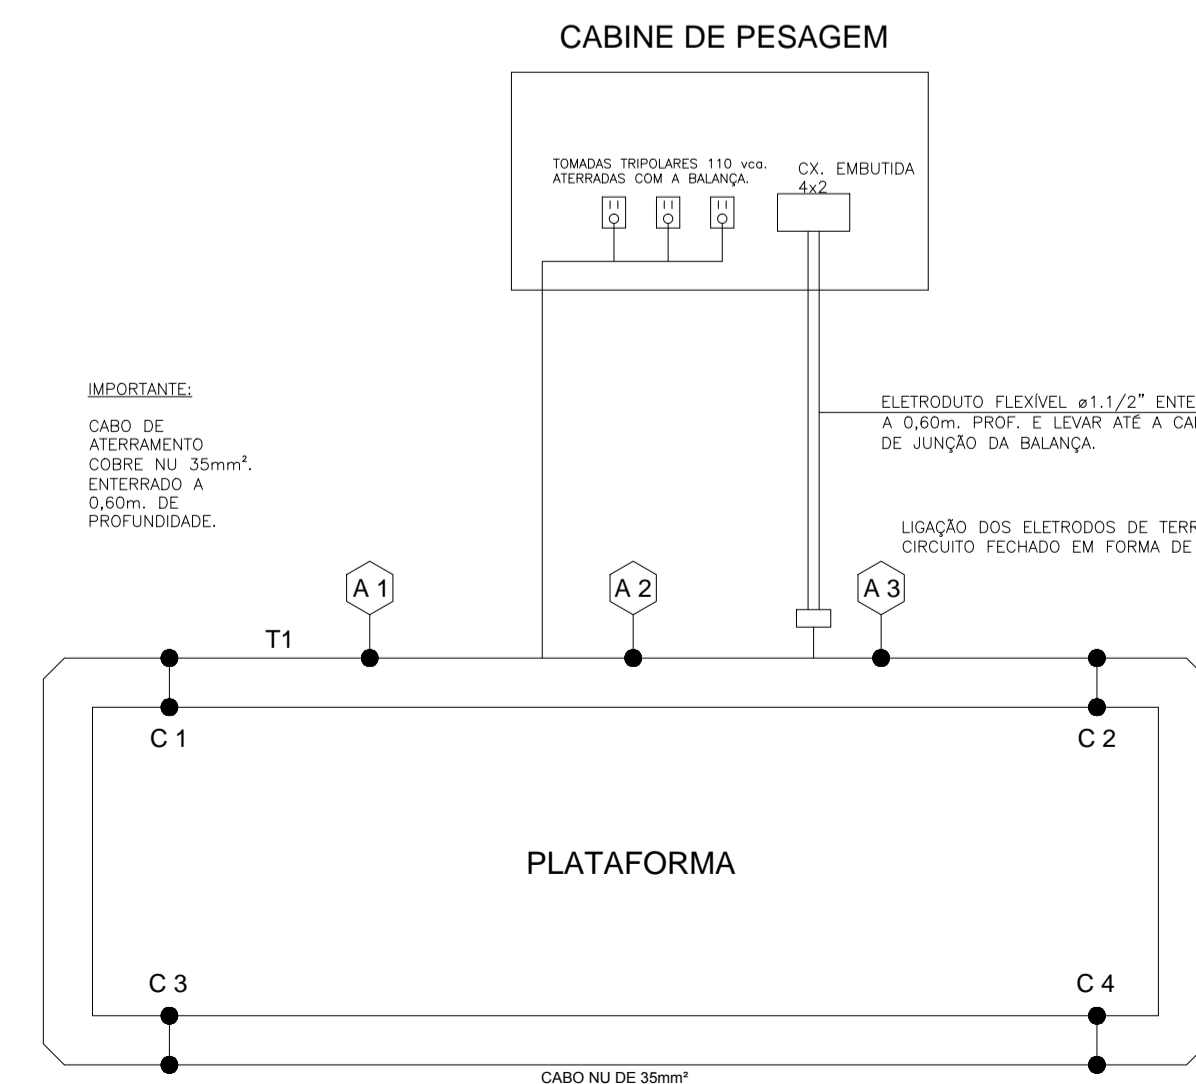 CABINE DE PESAGEM
TOMADAS TRIPOLARES 110 vca.
ATERRADAS COM A BALANÇA.
CX. EMBUTIDA
4x2
IMPORTANTE:
CABO DE
ATERRAMENTO
COBRE NU 35mm².
ENTERRADO A
0,60m. DE
PROFUNDIDADE.
ELETRODUTO FLEXÍVEL ø1.1/2"
A 0,60m. PROF. E LEVAR ATÉ A
DE JUNÇÃO DA BALANÇA.
LIGAÇÃO DOS ELETRODOS DE
CIRCUITO FECHADO EM FORMA DE
A 1
A 2
A 3
T1
C 1
C 2
PLATAFORMA
C 3
C 4
CABO NU DE 35mm²